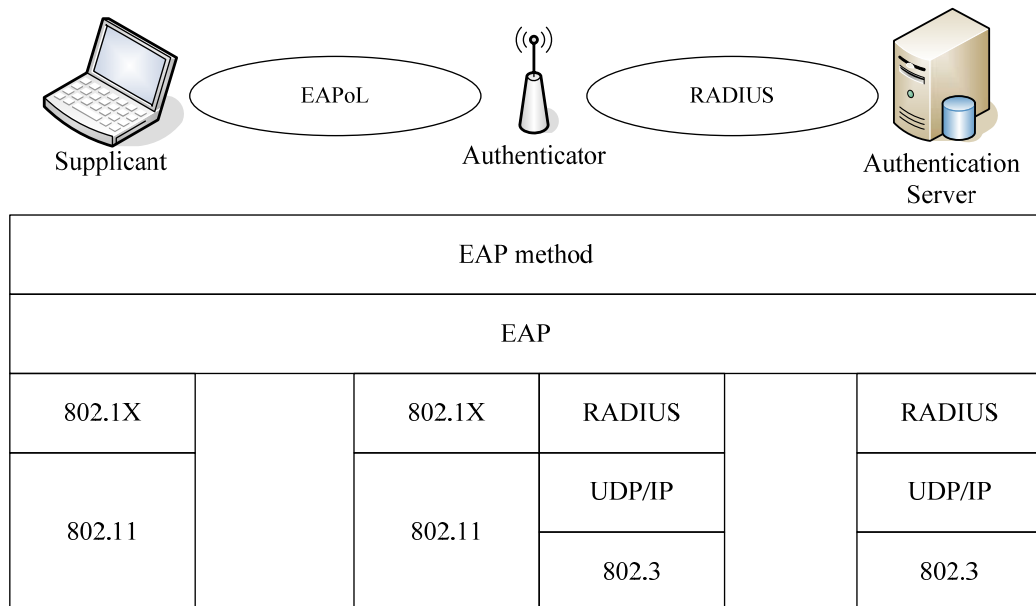 EAPoL
RADIUS
Supplicant
Authenticator
Authentication
Server
EAP method
EAP
802.1X
802.1X
RADIUS
RADIUS
802.11
802.11
UDP/IP
UDP/IP
802.3
802.3